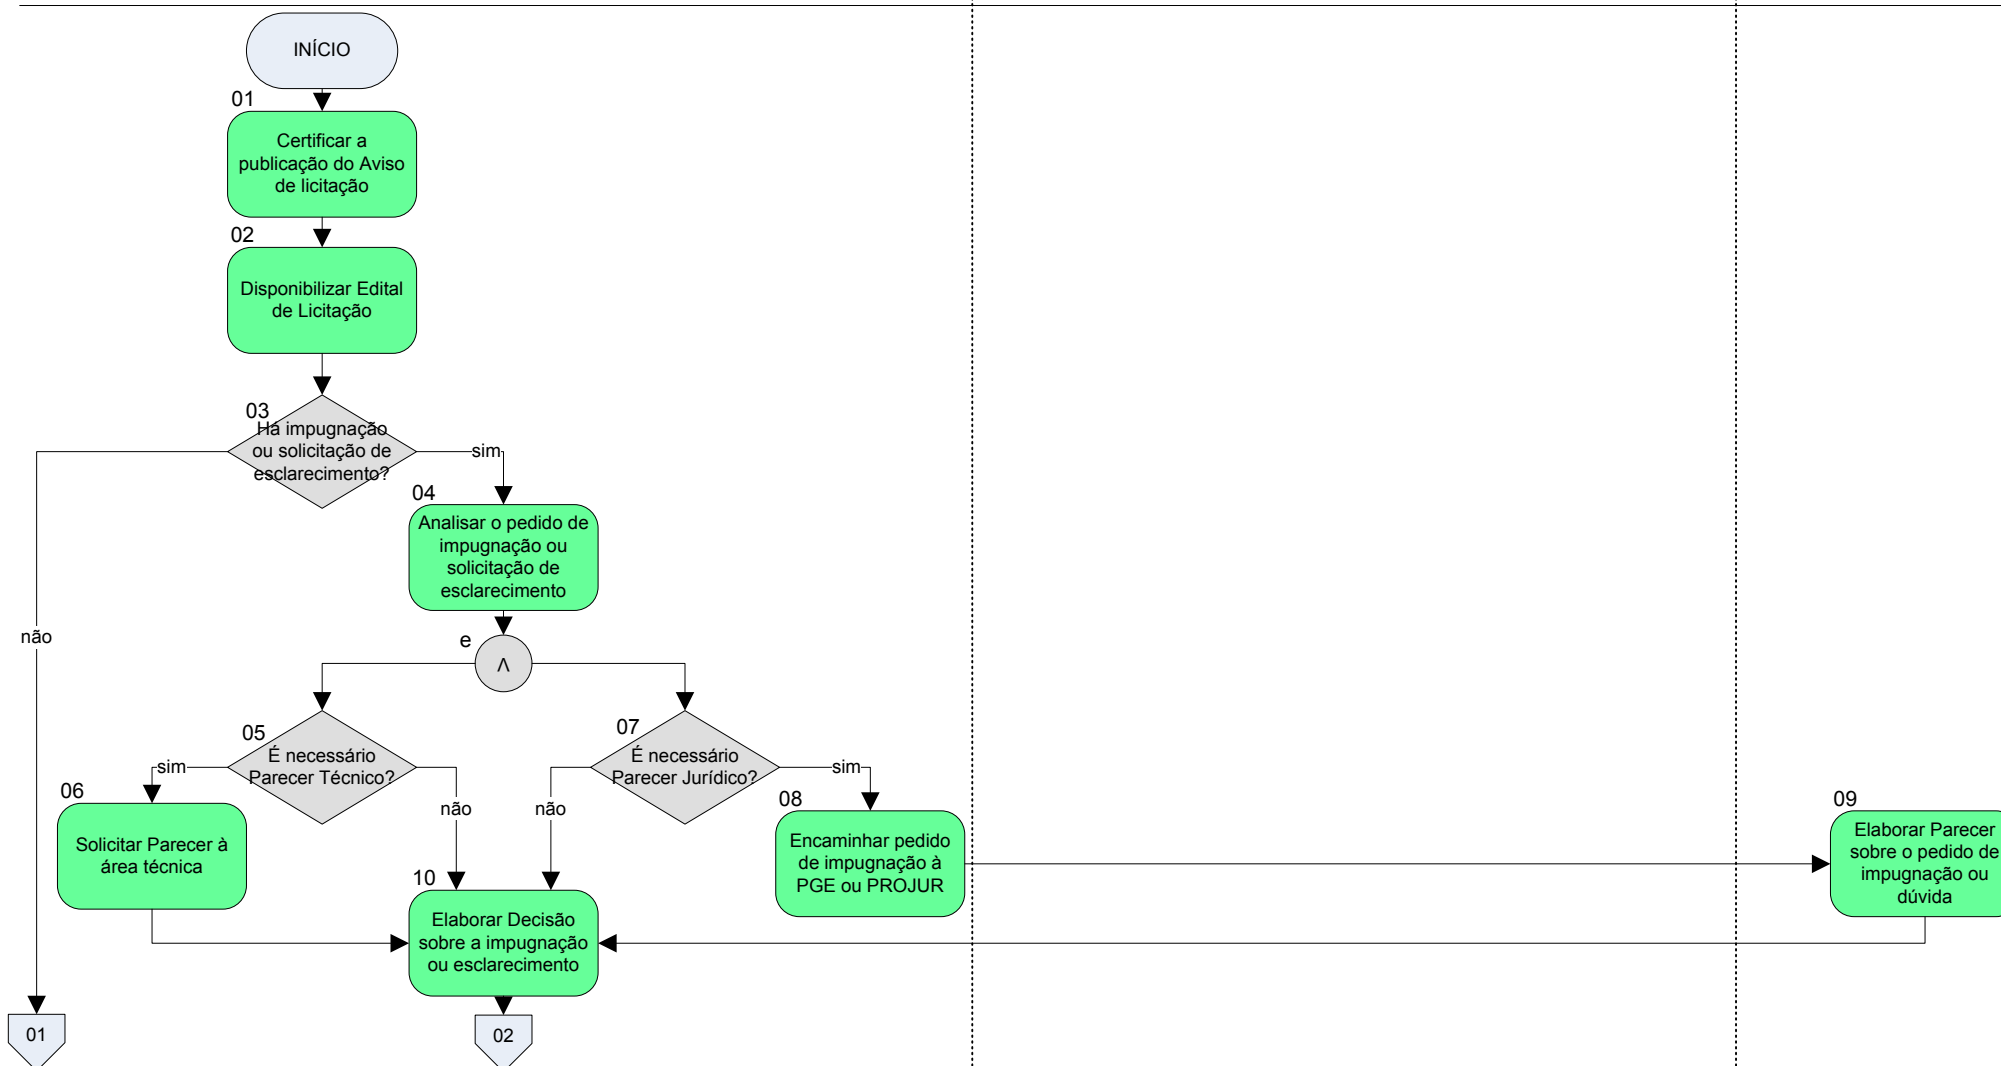 INÍCIO
01
Certificar a
publicação do Aviso
de licitação
02
Disponibilizar Edital
de Licitação
03
Há impugnação
ou solicitação de
esclarecimento?
sim
não
04
Analisar o pedido de
impugnação ou
solicitação de
esclarecimento
e
Λ
05
É necessário
Parecer Técnico?
sim
não
07
É necessário
Parecer Jurídico?
sim
não
06
Solicitar Parecer à
área técnica
08
Encaminhar pedido
de impugnação à
PGE ou PROJUR
09
Elaborar Parecer
sobre o pedido de
impugnação ou
dúvida
10
Elaborar Decisão
sobre a impugnação
ou esclarecimento
01
02